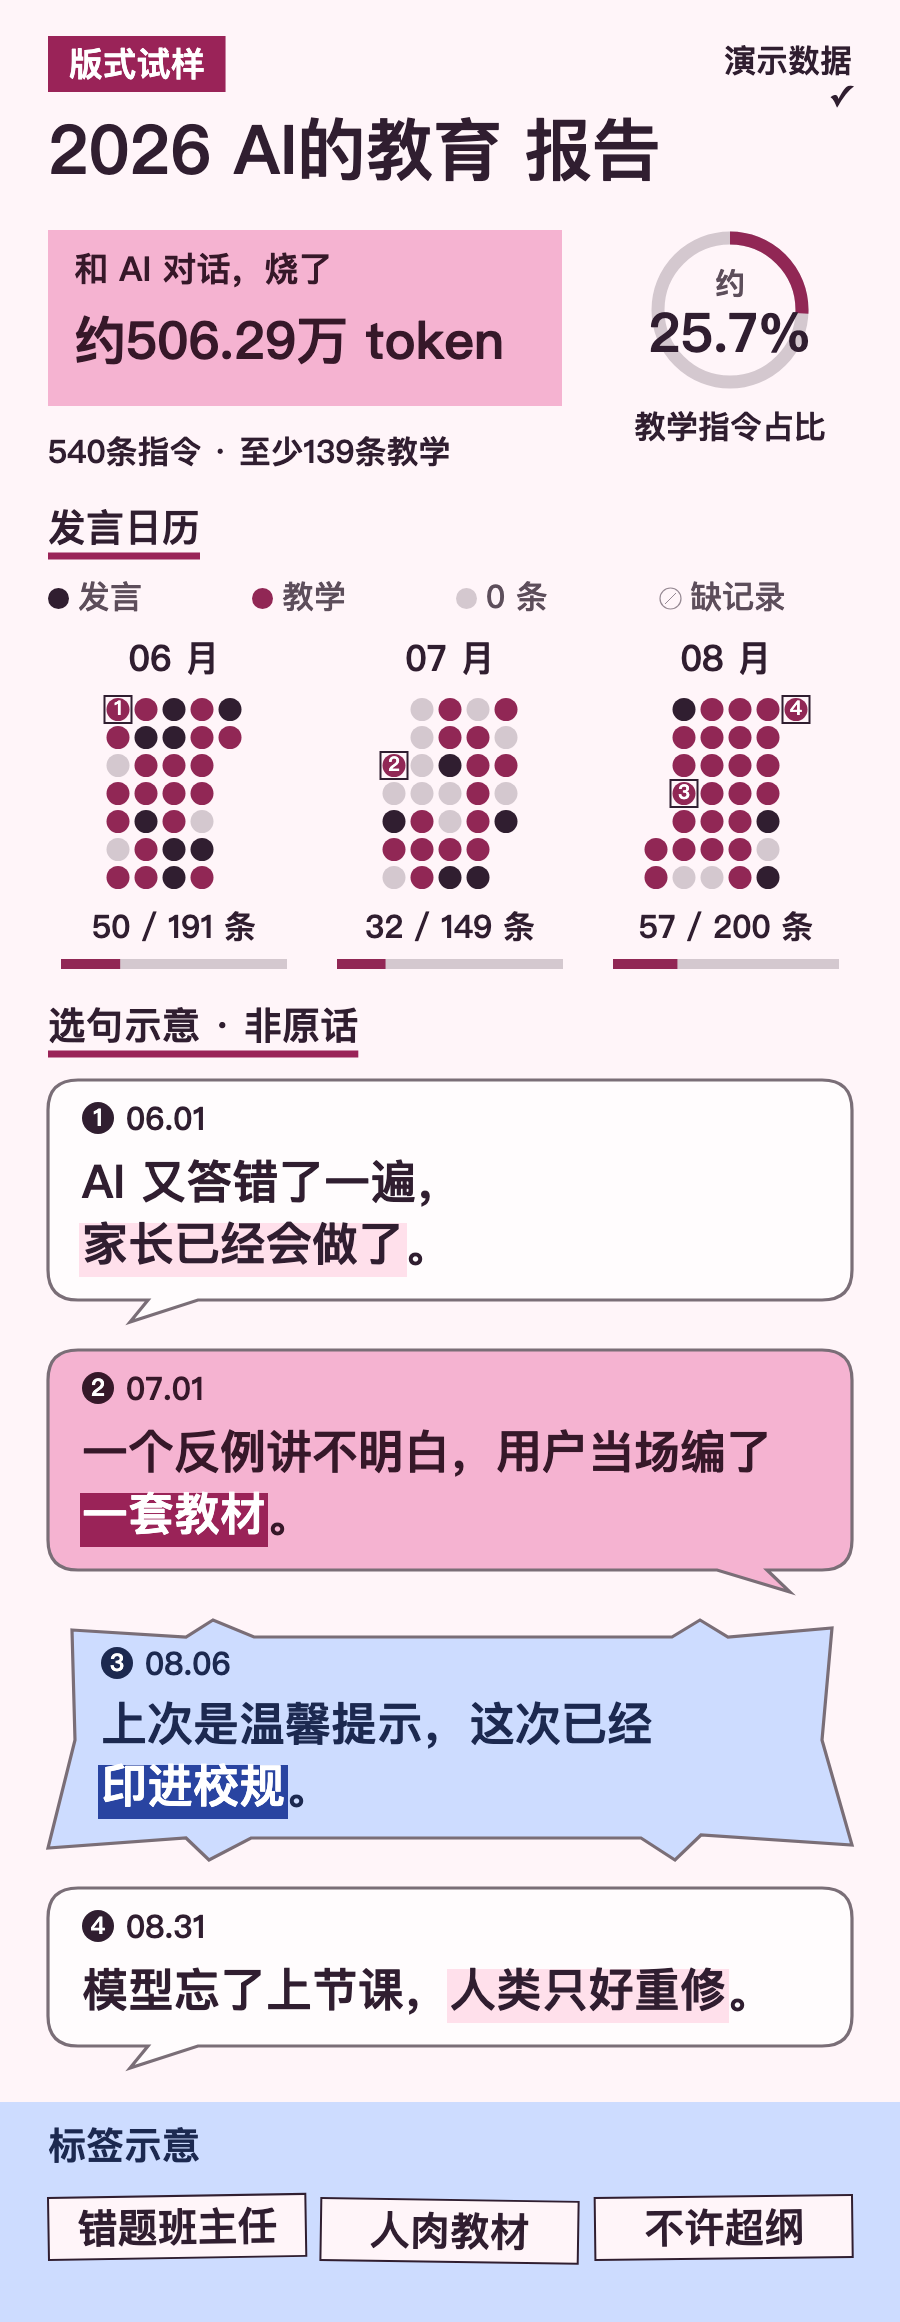 版式试样
演示数据
✓
2026 AI的教育 报告
和 AI 对话，烧了
约506.29万 token
约
25.7%
教学指令占比
540条指令 · 至少139条教学
发言日历
发言 教学 0 条 缺记录
06 月 07 月 08 月
1 4
2
3
50 / 191 条 32 / 149 条 57 / 200 条
选句示意 · 非原话
1 06.01
AI 又答错了一遍，
家长已经会做了。
2 07.01
一个反例讲不明白，用户当场编了
一套教材。
3 08.06
上次是温馨提示，这次已经
印进校规。
4 08.31
模型忘了上节课，人类只好重修。
标签示意
错题班主任 人肉教材 不许超纲